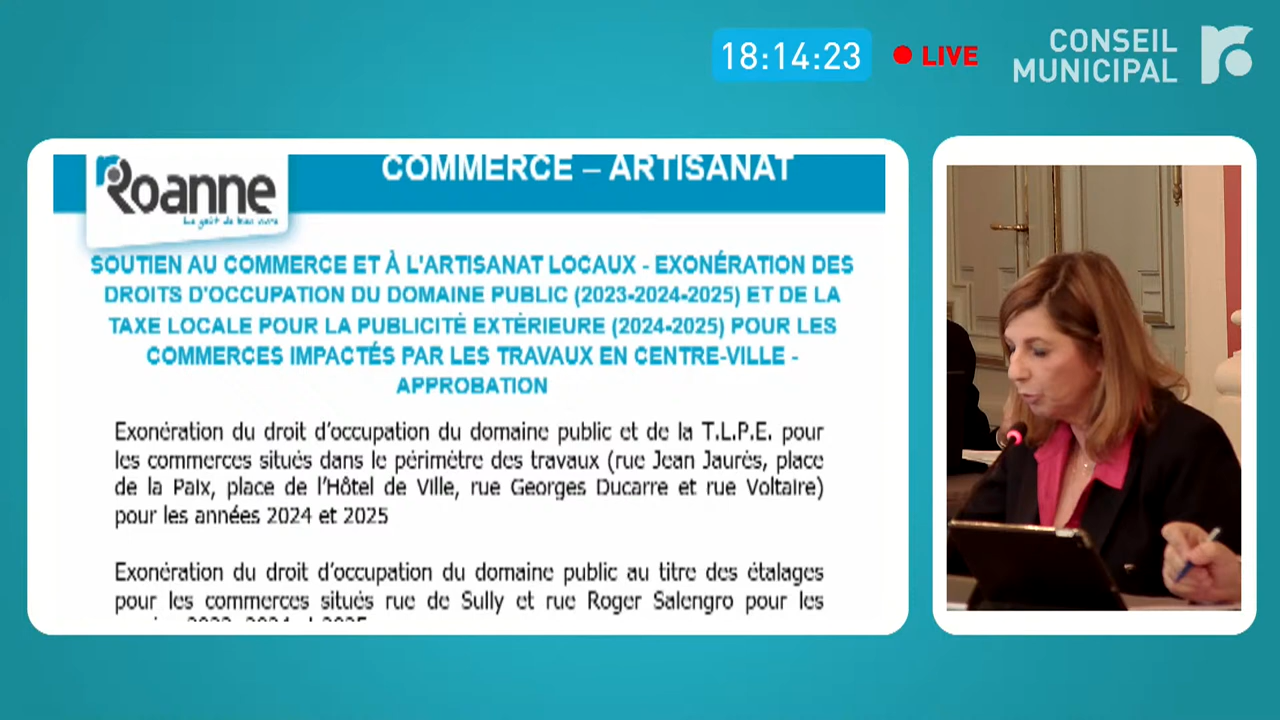 18:14:23
LIVE
CONSEIL
MUNICIPAL
Roanne
COMMERCE – ARTISANAT
SOUTIEN AU COMMERCE ET À L'ARTISANAT LOCAUX - EXONÉRATION DES
DROITS D'OCCUPATION DU DOMAINE PUBLIC (2023-2024-2025) ET DE LA
TAXE LOCALE POUR LA PUBLICITÉ EXTÉRIEURE (2024-2025) POUR LES
COMMERCES IMPACTÉS PAR LES TRAVAUX EN CENTRE-VILLE -
APPROBATION
Exonération du droit d'occupation du domaine public et de la T.L.P.E. pour
les commerces situés dans le périmètre des travaux (rue Jean Jaurès, place
de la Paix, place de l'Hôtel de Ville, rue Georges Ducarre et rue Voltaire)
pour les années 2024 et 2025
Exonération du droit d'occupation du domaine public au titre des étalages
pour les commerces situés rue de Sully et rue Roger Salengro pour les